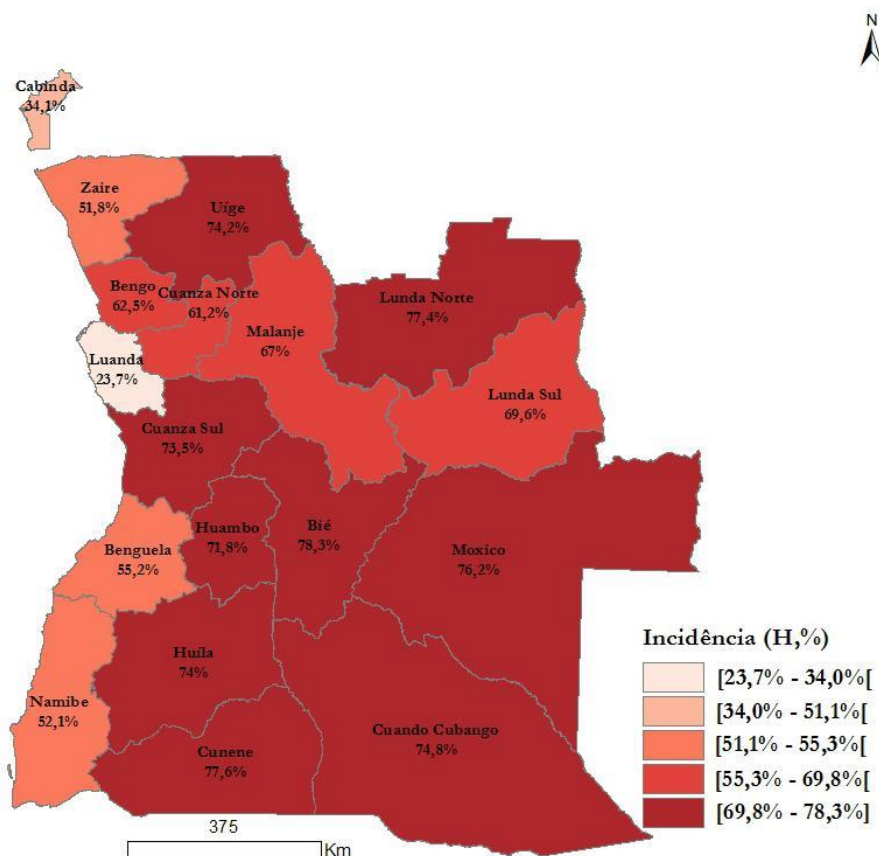 N
Cabinda
34,1%
Zaire
51,8%
Uíge
74,2%
Bengo
62,5%
Cuanza Norte
61,2%
Lunda Norte
77,4%
Malanje
67%
Luanda
23,7%
Lunda Sul
69,6%
Cuanza Sul
73,5%
Huambo
71,8%
Bié
78,3%
Benguela
55,2%
Moxico
76,2%
Huíla
74%
Namibe
52,1%
Cunene
77,6%
Cuando Cubango
74,8%
Incidência (H,%)
[23,7% - 34,0%[
[34,0% - 51,1%[
[51,1% - 55,3%[
[55,3% - 69,8%[
[69,8% - 78,3%[
375
Km